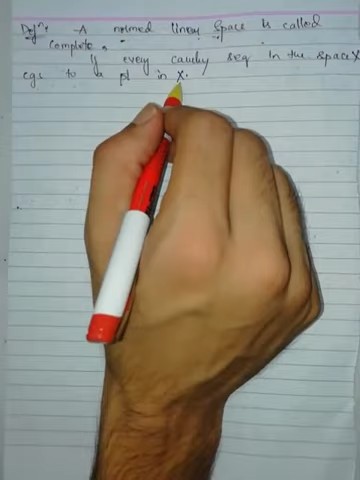 Defn:- A normed linear space is called
complete.
if every cauchy seq in the space X
cgs to a pt in X.